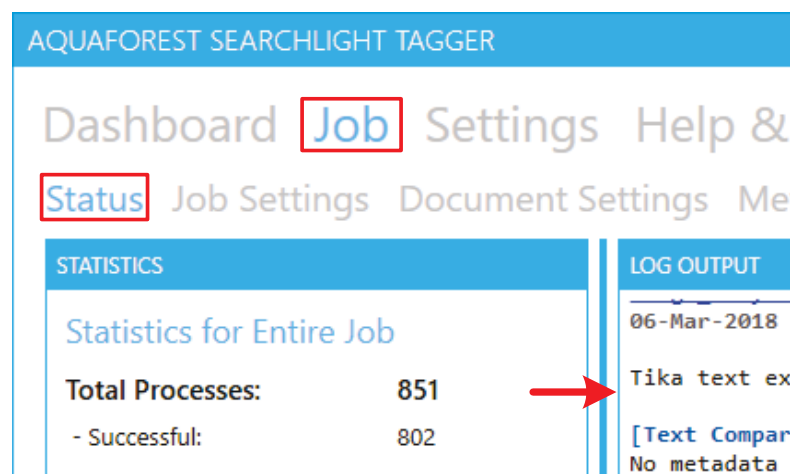 AQUAFOREST SEARCHLIGHT TAGGER
Dashboard Job Settings Help &
Status Job Settings Document Settings Me
STATISTICS
Statistics for Entire Job
Total Processes: 851
- Successful: 802
LOG OUTPUT
06-Mar-2018
Tika text ex
[Text Compar
No metadata